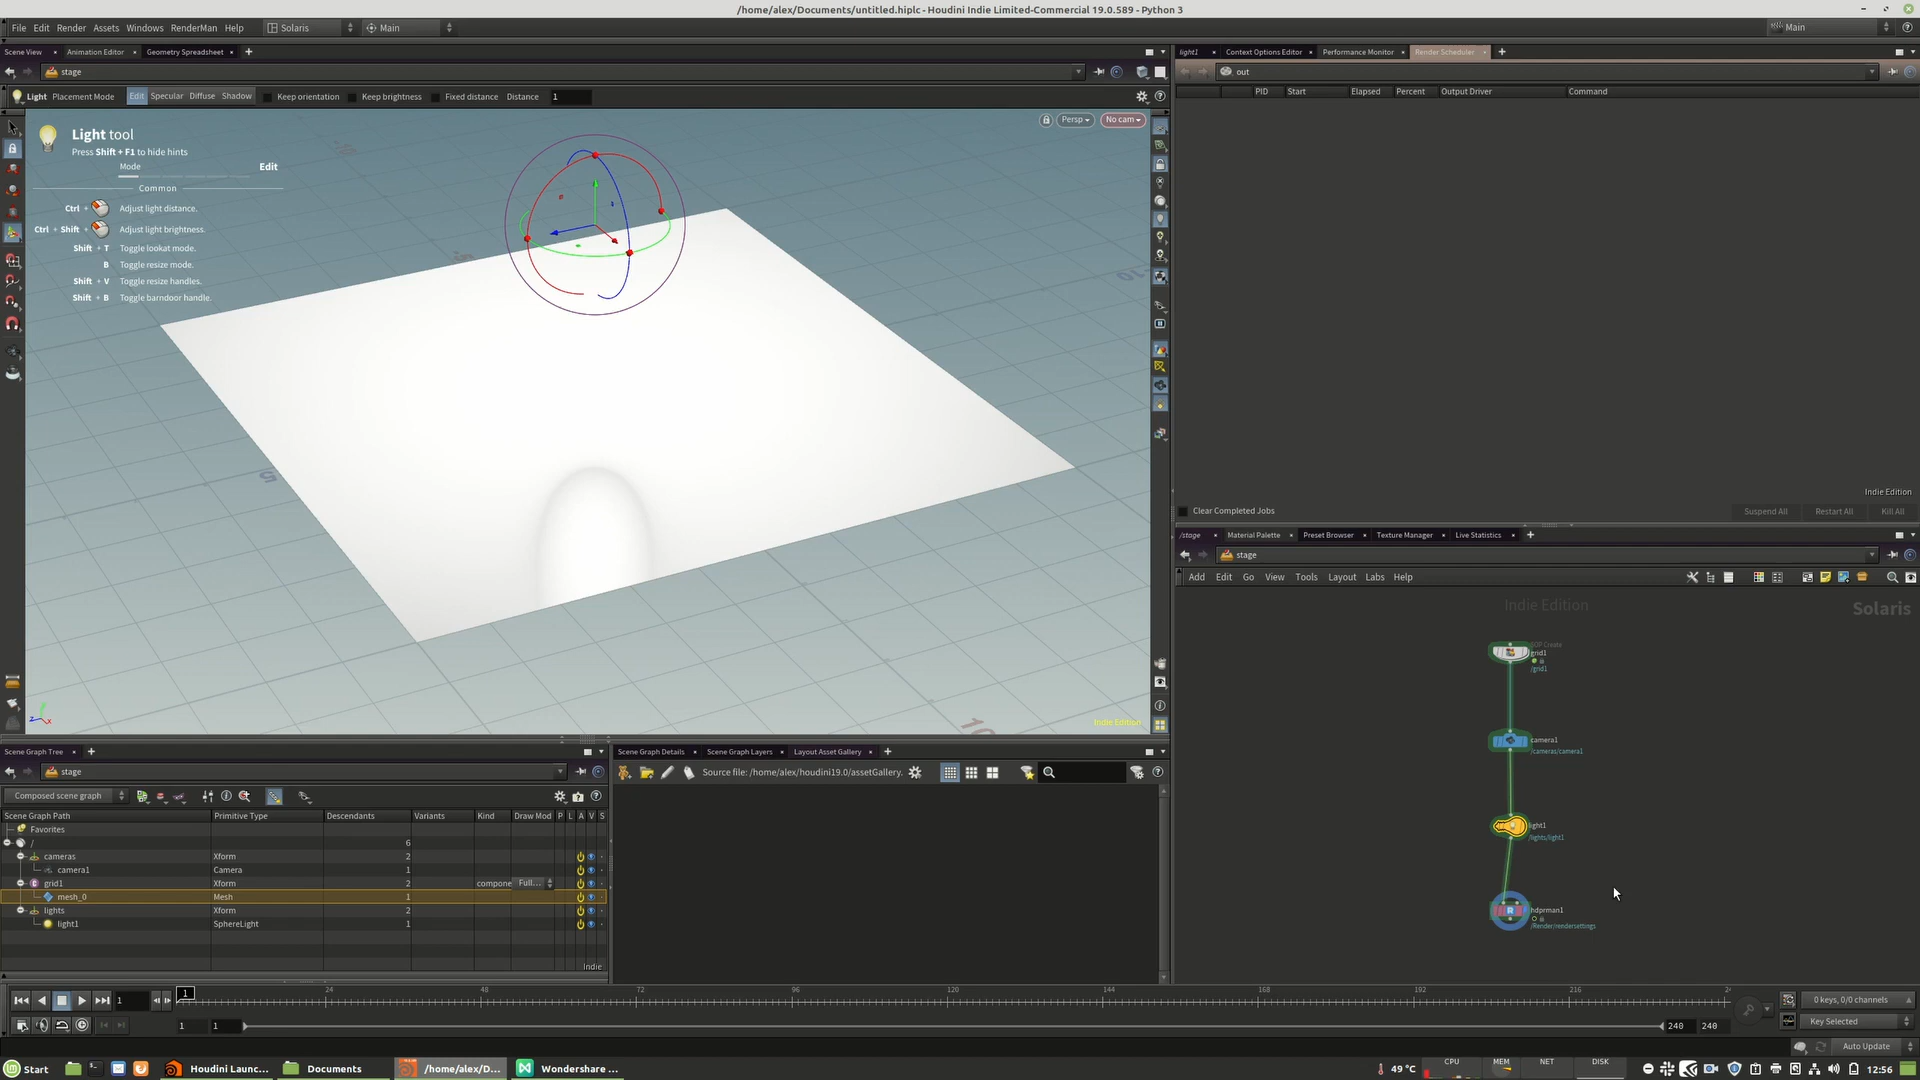 /home/alex/Documents/untitled.hiplc - Houdini Indie Limited-Commercial 19.0.589 - Python 3
File Edit Render Assets Windows RenderMan Help Solaris Main Main
Scene View Animation Editor Geometry Spreadsheet
stage
Light Placement Mode Edit Specular Diffuse Shadow Keep orientation Keep brightness Fixed distance Distance 1
Light tool
Press Shift + F1 to hide hints
Mode Edit
Common
Ctrl + Adjust light distance.
Ctrl + Shift + Adjust light brightness.
Shift + T Toggle lookat mode.
B Toggle resize mode.
Shift + V Toggle resize handles.
Shift + B Toggle barndoor handle.
Persp No cam
5
10
Indie Edition
light1 Context Options Editor Performance Monitor Render Scheduler
out
PID Start Elapsed Percent Output Driver Command
Indie Edition
Clear Completed Jobs Suspend All Restart All Kill All
/stage Material Palette Preset Browser Texture Manager Live Statistics
stage
Add Edit Go View Tools Layout Labs Help
Indie Edition
Solaris
SOP Create
grid1
/grid1
camera1
/cameras/camera1
light1
/lights/light1
hdprman1
/Render/rendersettings
Scene Graph Tree
stage
Composed scene graph
Scene Graph Path Primitive Type Descendants Variants Kind Draw Mod P L A V S
Favorites
/ 6
cameras Xform 2
camera1 Camera 1
grid1 Xform 2 compone Full...
mesh_0 Mesh 1
lights Xform 2
light1 SphereLight 1
Indie
Scene Graph Details Scene Graph Layers Layout Asset Gallery
Source file: /home/alex/houdini19.0/assetGallery.
1 1 24 48 72 96 120 144 168 192 216 0 keys, 0/0 channels
1 1 240 240 Key Selected
Auto Update
Start Houdini Launc... Documents /home/alex/D... Wondershare ... 49 °C CPU MEM NET DISK 12:56